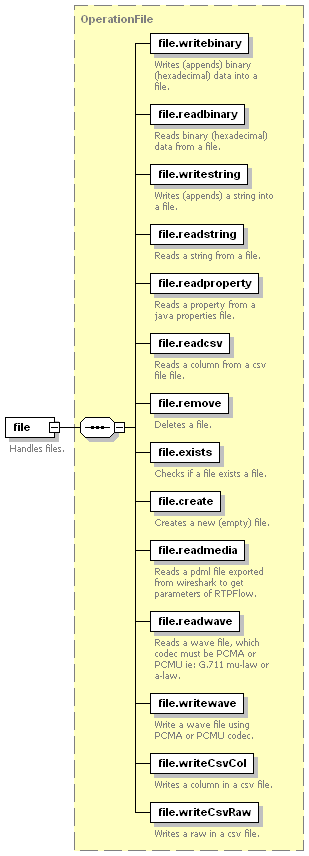 OperationFile
file.writebinary
Writes (appends) binary
(hexadecimal) data into a
file.
file.readbinary
Reads binary (hexadecimal)
data from a file.
file.writestring
Writes (appends) a string into
a file.
file.readstring
Reads a string from a file.
file.readproperty
Reads a property from a
java properties file.
file.readcsv
Reads a column from a csv
file file.
file.remove
Deletes a file.
file
Handles files.
file.exists
Checks if a file exists a file.
file.create
Creates a new (empty) file.
file.readmedia
Reads a pdml file exported
from wireshark to get
parameters of RTPFlow.
file.readwave
Reads a wave file, which
codec must be PCMA or
PCMU ie: G.711 mu-law or
a-law.
file.writewave
Write a wave file using
PCMA or PCMU codec.
file.writeCsvCol
Writes a column in a csv file.
file.writeCsvRaw
Writes a raw in a csv file.